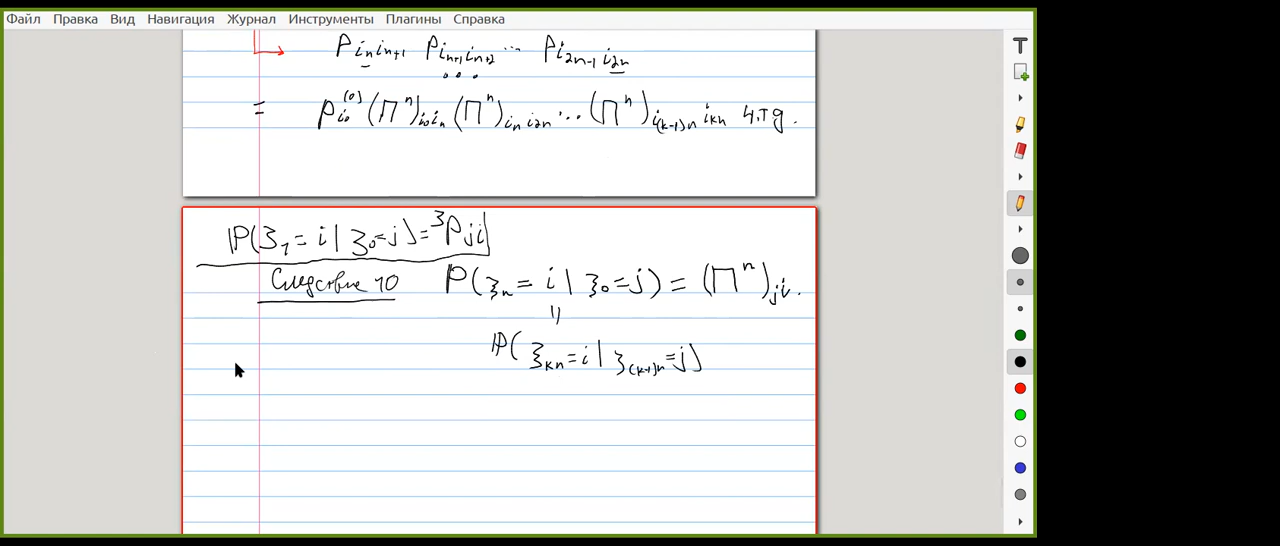 Файл Правка Вид Навигация Журнал Инструменты Плагины Справка
P_{i_n i_{n+1}} P_{i_{n+1} i_{n+2}} ... P_{i_{2n-1} i_{2n}}
= p_{i_0}^{(0)} (Π^n)_{i_0 i_n} (Π^n)_{i_n i_{2n}} ... (Π^n)_{i_{(k-1)n} i_{kn}} ч.т.д.
P(ξ_1 = i | ξ_0 = j) = P_{ji}
Следствие 10 P(ξ_n = i | ξ_0 = j) = (Π^n)_{ji}.
||
P(ξ_{kn} = i | ξ_{(k-1)n} = j)